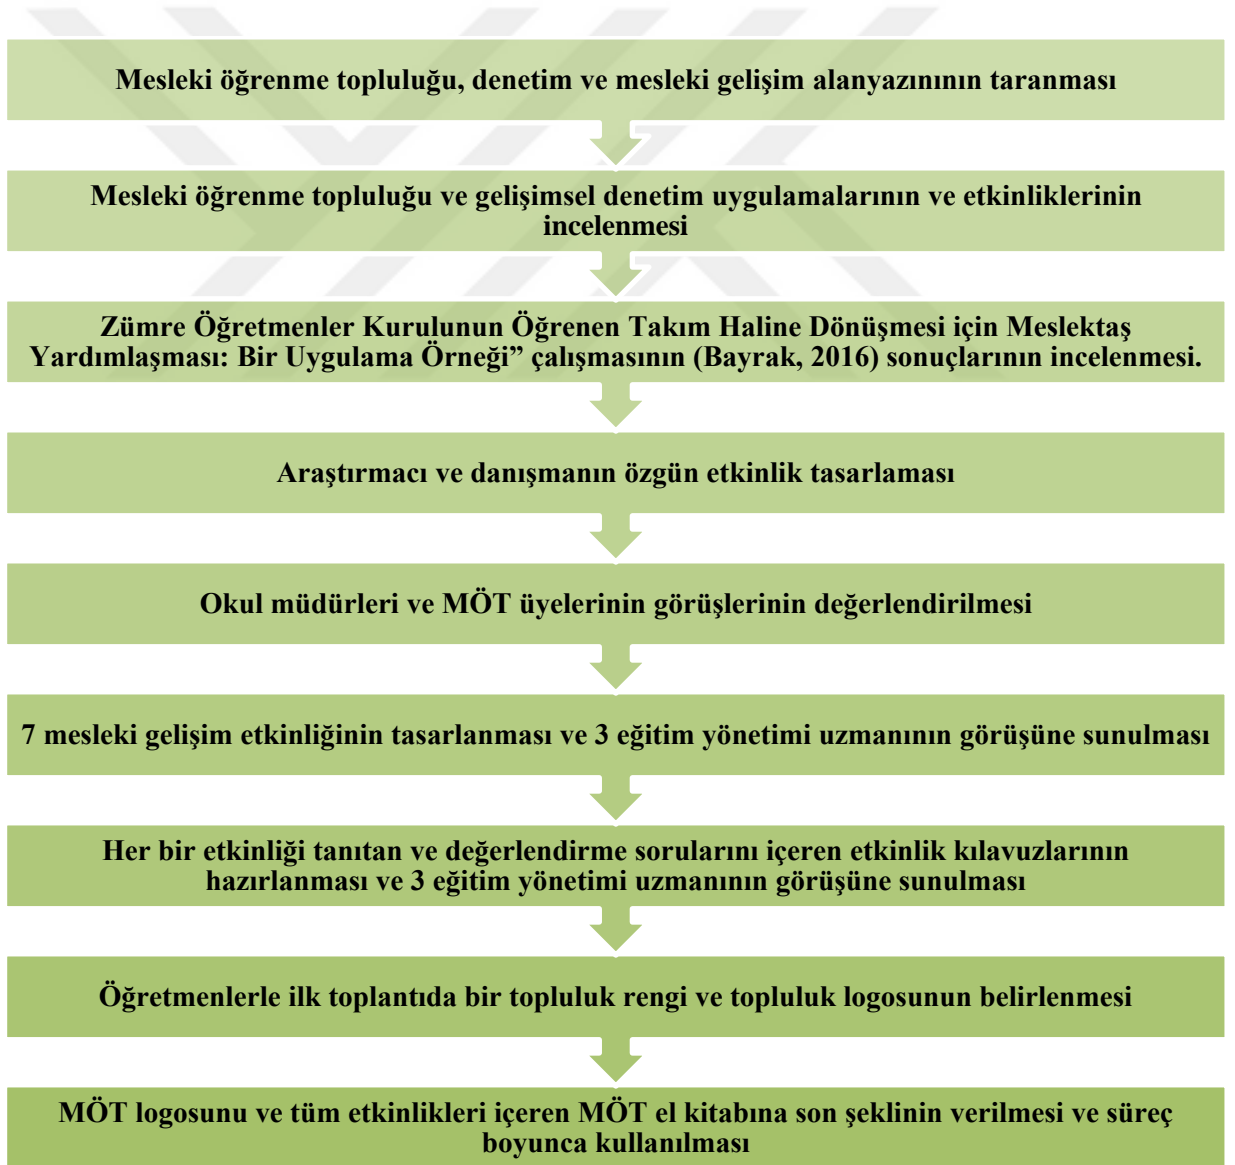 Mesleki öğrenme topluluğu, denetim ve mesleki gelişim alanyazınının taranması
Mesleki öğrenme topluluğu ve gelişimsel denetim uygulamalarının ve etkinliklerinin
incelenmesi
Zümre Öğretmenler Kurulunun Öğrenen Takım Haline Dönüşmesi için Meslektaş
Yardımlaşması: Bir Uygulama Örneği” çalışmasının (Bayrak, 2016) sonuçlarının incelenmesi.
Araştırmacı ve danışmanın özgün etkinlik tasarlaması
Okul müdürleri ve MÖT üyelerinin görüşlerinin değerlendirilmesi
7 mesleki gelişim etkinliğinin tasarlanması ve 3 eğitim yönetimi uzmanının görüşüne sunulması
Her bir etkinliği tanıtan ve değerlendirme sorularını içeren etkinlik kılavuzlarının
hazırlanması ve 3 eğitim yönetimi uzmanının görüşüne sunulması
Öğretmenlerle ilk toplantıda bir topluluk rengi ve topluluk logosunun belirlenmesi
MÖT logosunu ve tüm etkinlikleri içeren MÖT el kitabına son şeklinin verilmesi ve süreç
boyunca kullanılması